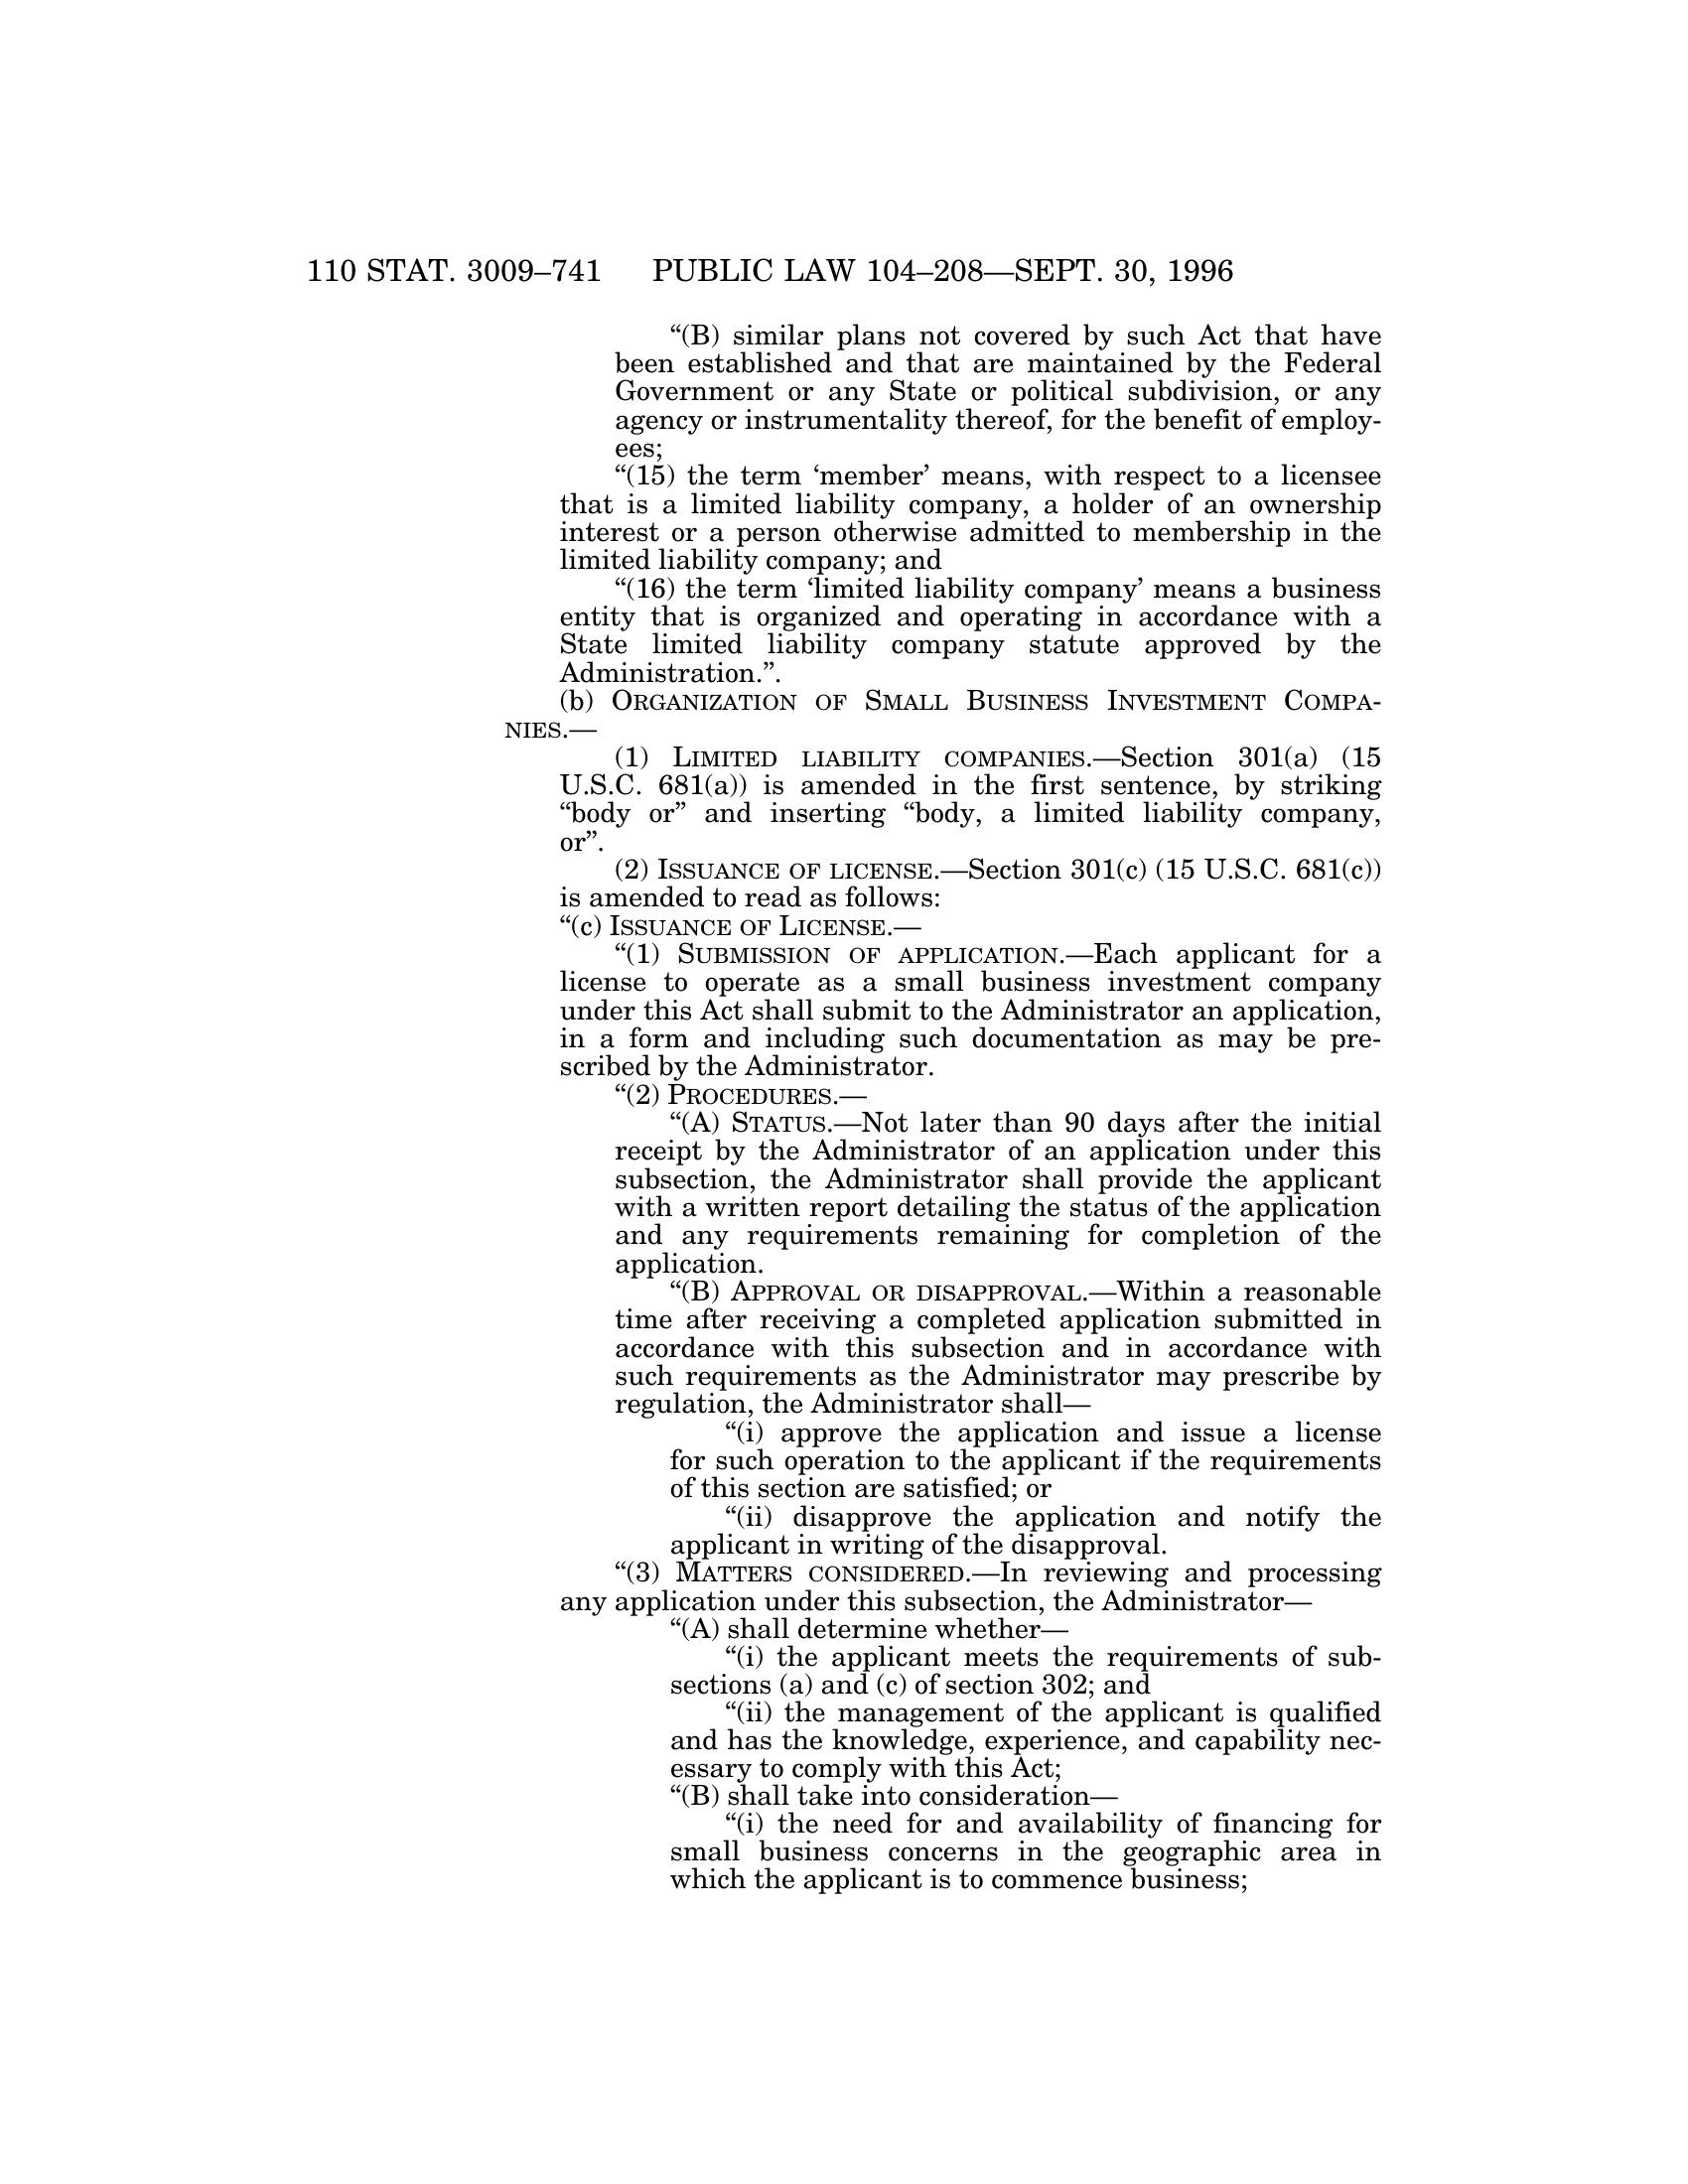 110 STAT. 3009–741 PUBLIC LAW 104–208—SEPT. 30, 1996
“(B) similar plans not covered by such Act that have
been established and that are maintained by the Federal
Government or any State or political subdivision, or any
agency or instrumentality thereof, for the benefit of employ-
ees;
“(15) the term ‘member’ means, with respect to a licensee
that is a limited liability company, a holder of an ownership
interest or a person otherwise admitted to membership in the
limited liability company; and
“(16) the term ‘limited liability company’ means a business
entity that is organized and operating in accordance with a
State limited liability company statute approved by the
Administration.”.
(b) ORGANIZATION OF SMALL BUSINESS INVESTMENT COMPA-
NIES.—
(1) LIMITED LIABILITY COMPANIES.—Section 301(a) (15
U.S.C. 681(a)) is amended in the first sentence, by striking
“body or” and inserting “body, a limited liability company,
or”.
(2) ISSUANCE OF LICENSE.—Section 301(c) (15 U.S.C. 681(c))
is amended to read as follows:
“(c) ISSUANCE OF LICENSE.—
“(1) SUBMISSION OF APPLICATION.—Each applicant for a
license to operate as a small business investment company
under this Act shall submit to the Administrator an application,
in a form and including such documentation as may be pre-
scribed by the Administrator.
“(2) PROCEDURES.—
“(A) STATUS.—Not later than 90 days after the initial
receipt by the Administrator of an application under this
subsection, the Administrator shall provide the applicant
with a written report detailing the status of the application
and any requirements remaining for completion of the
application.
“(B) APPROVAL OR DISAPPROVAL.—Within a reasonable
time after receiving a completed application submitted in
accordance with this subsection and in accordance with
such requirements as the Administrator may prescribe by
regulation, the Administrator shall—
“(i) approve the application and issue a license
for such operation to the applicant if the requirements
of this section are satisfied; or
“(ii) disapprove the application and notify the
applicant in writing of the disapproval.
“(3) MATTERS CONSIDERED.—In reviewing and processing
any application under this subsection, the Administrator—
“(A) shall determine whether—
“(i) the applicant meets the requirements of sub-
sections (a) and (c) of section 302; and
“(ii) the management of the applicant is qualified
and has the knowledge, experience, and capability nec-
essary to comply with this Act;
“(B) shall take into consideration—
“(i) the need for and availability of financing for
small business concerns in the geographic area in
which the applicant is to commence business;